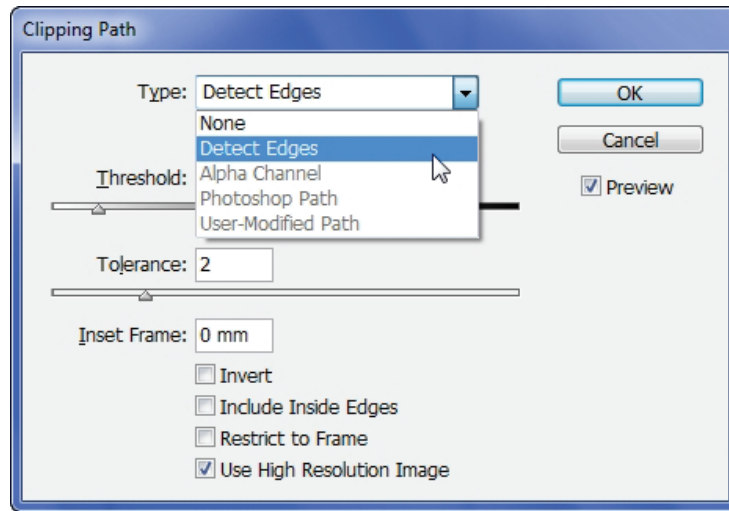 Clipping Path
Type: Detect Edges
OK
None
Detect Edges
Cancel
Threshold: Alpha Channel
Preview
Photoshop Path
User-Modified Path
Tolerance: 2
Inset Frame: 0 mm
Invert
Include Inside Edges
Restrict to Frame
Use High Resolution Image